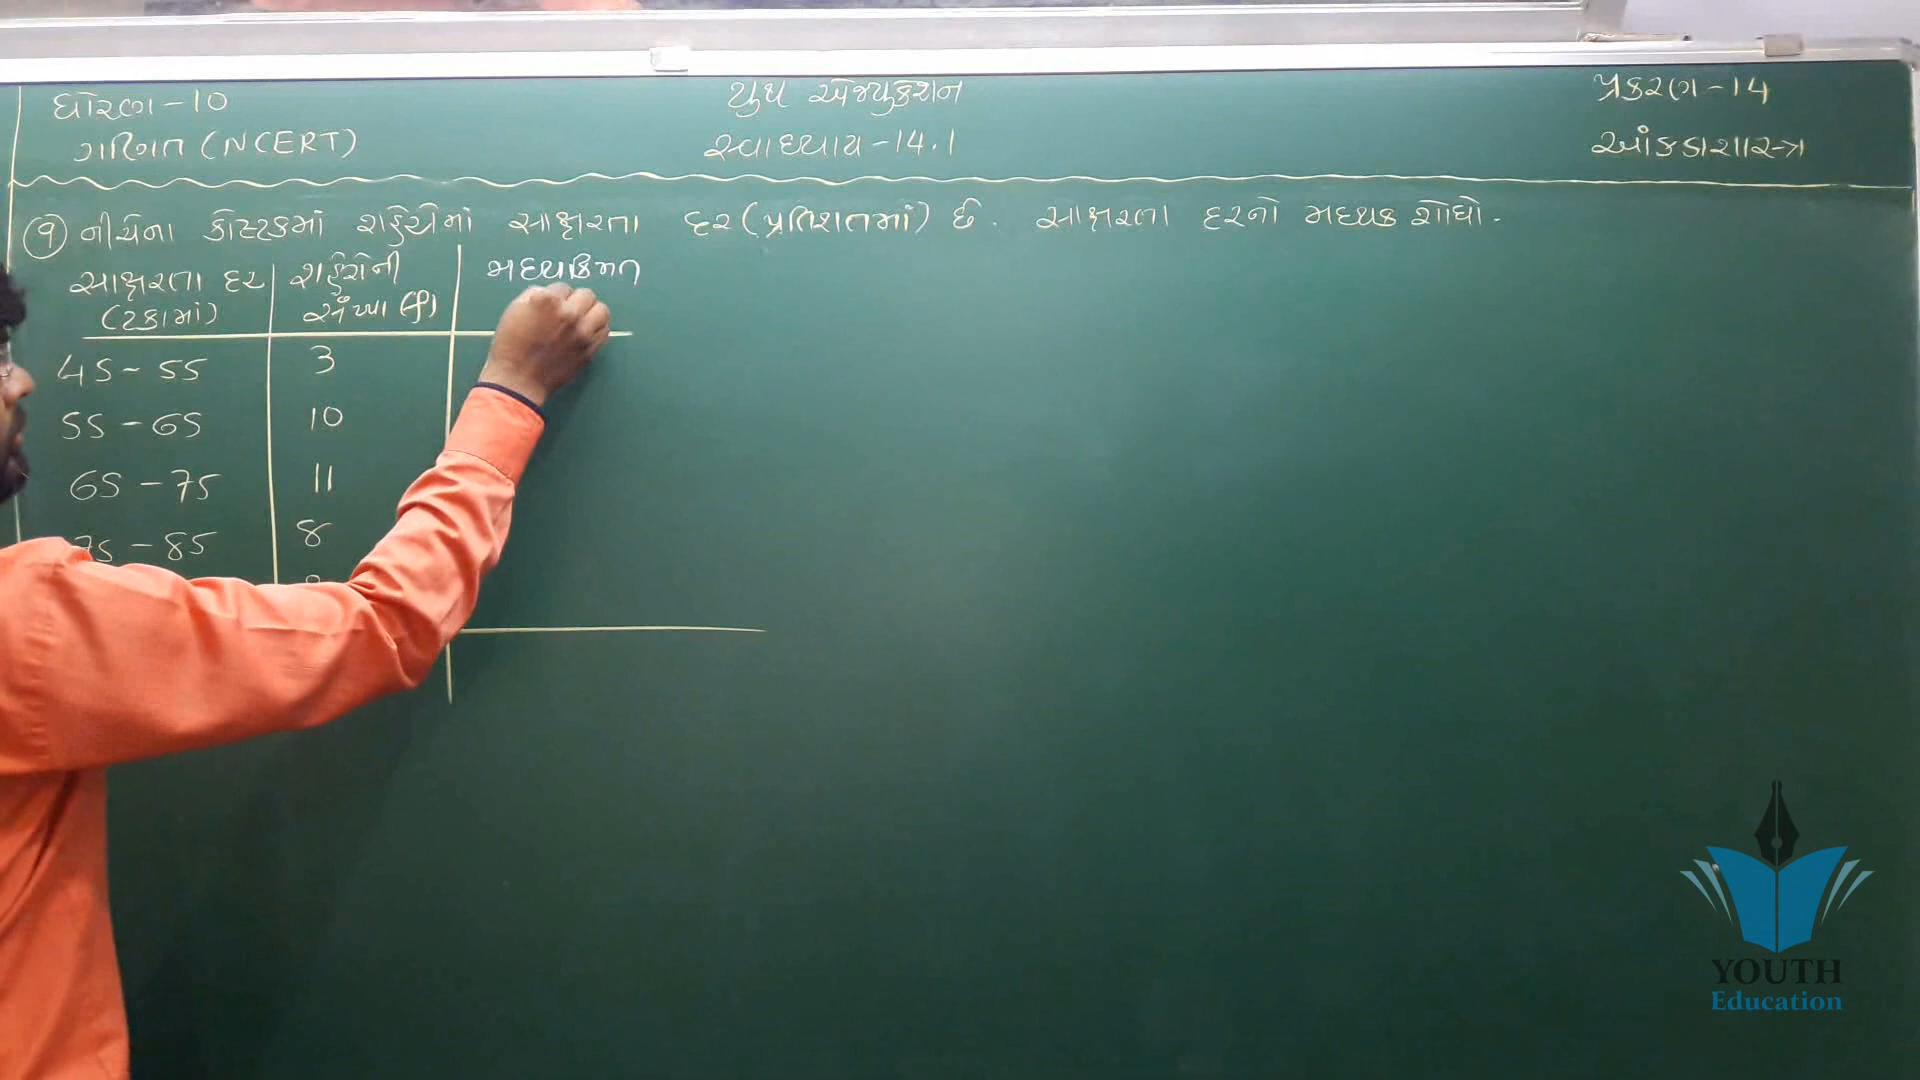 ધોરણ-10
ગણિત (NCERT)
યુથ એજ્યુકેશન
સ્વાધ્યાય-14.1
પ્રકરણ-14
આંકડાશાસ્ત્ર
૧ નીચેના કોષ્ટકમાં શહેરોમાં સાક્ષરતા દર (પ્રતિશતમાં) છે. સાક્ષરતા દરનો મધ્યક શોધો.
સાક્ષરતા દર શહેરોની મધ્યકિંમત
(ટકામાં) સંખ્યા (fi)
45-55 3
55-65 10
65-75 11
75-85 8
YOUTH
Education